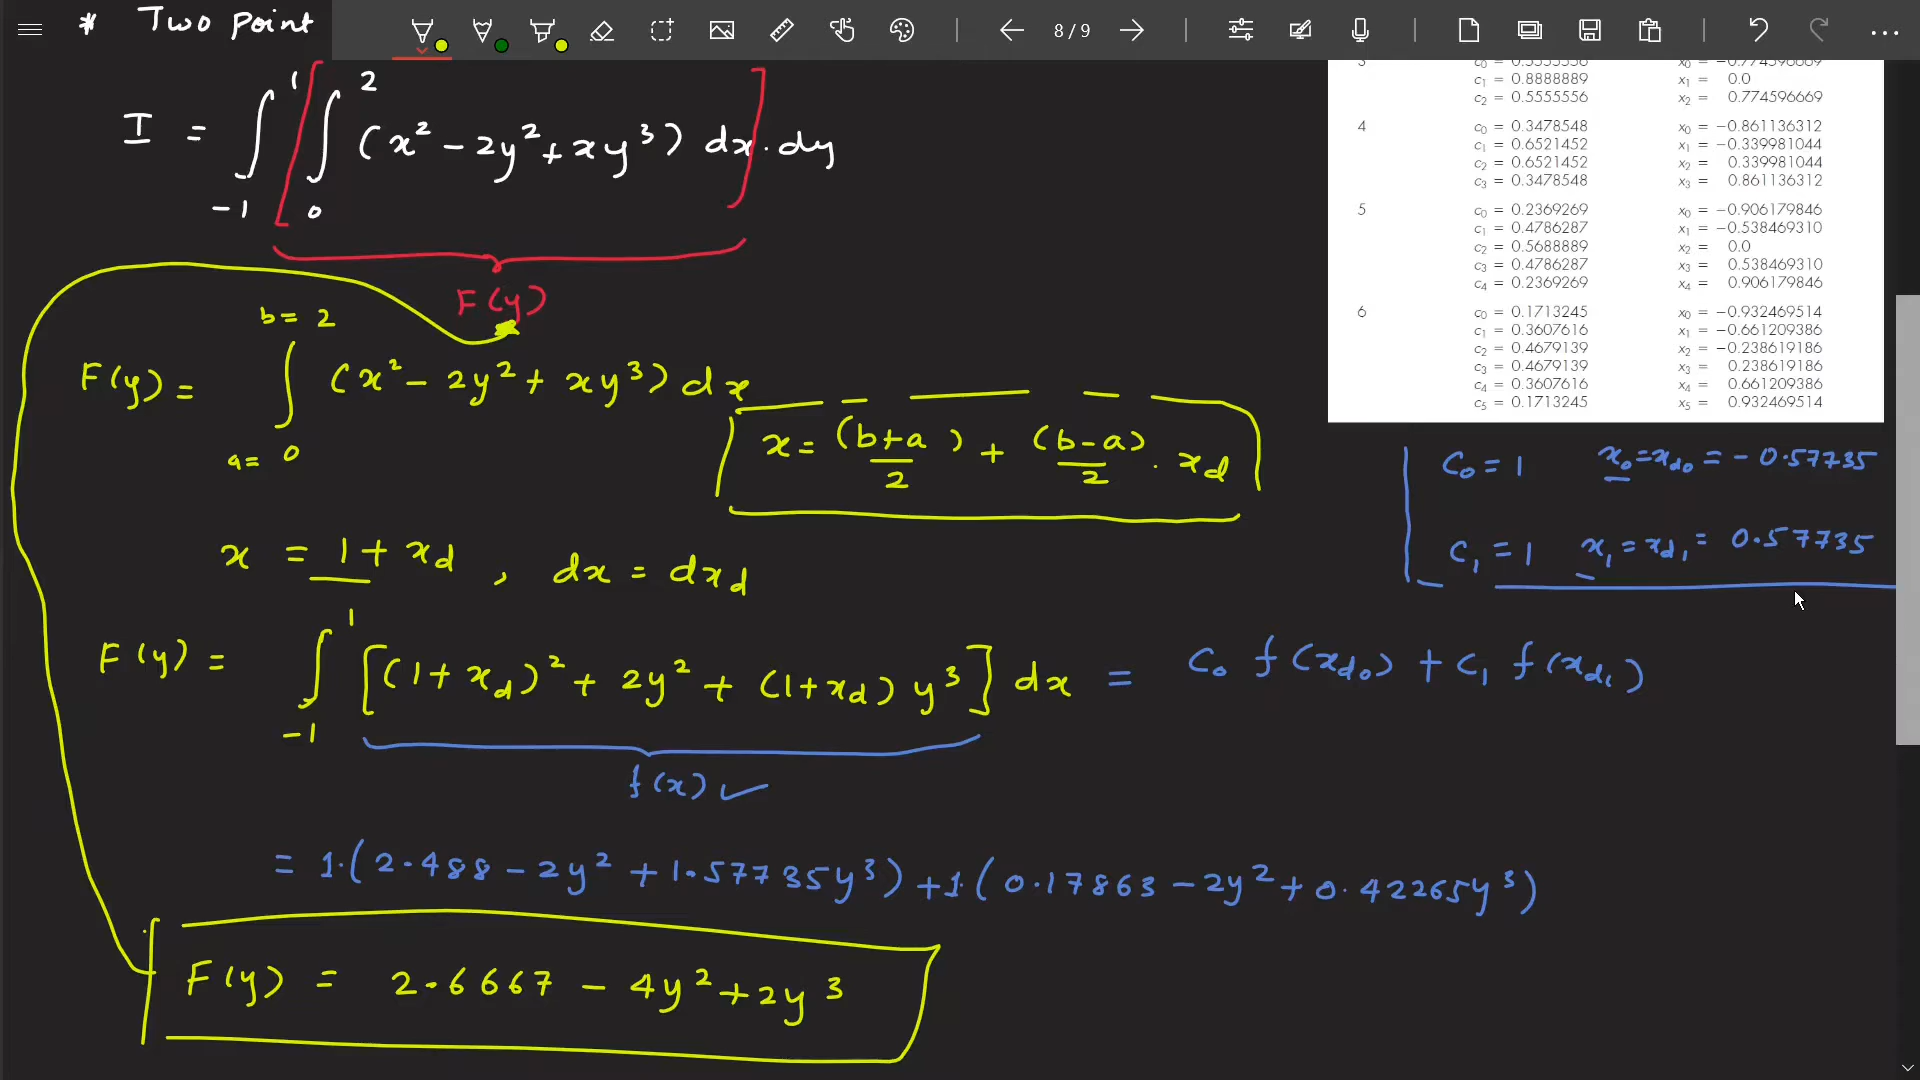 * Two point
8 / 9
I = ∫_{-1}^{1} [ ∫_{0}^{2} (x² - 2y² + xy³) dx ] . dy
F(y)
F(y) = ∫_{a= 0}^{b= 2} (x² - 2y² + xy³) dx
x = (b+a)/2 + (b-a)/2 . x_d
x = 1 + x_d , dx = dx_d
F(y) = ∫_{-1}^{1} [(1+x_d)² + 2y² + (1+x_d) y³] dx = C₀ f(x_{d₀}) + C₁ f(x_{d₁})
f(x) ✓
= 1.(2.488 - 2y² + 1.57735y³) + 1.(0.17863 - 2y² + 0.42265y³)
F(y) = 2.6667 - 4y² + 2y³
3 c₀ = 0.5555556 x₀ = −0.774596669
c₁ = 0.8888889 x₁ = 0.0
c₂ = 0.5555556 x₂ = 0.774596669
4 c₀ = 0.3478548 x₀ = −0.861136312
c₁ = 0.6521452 x₁ = −0.339981044
c₂ = 0.6521452 x₂ = 0.339981044
c₃ = 0.3478548 x₃ = 0.861136312
5 c₀ = 0.2369269 x₀ = −0.906179846
c₁ = 0.4786287 x₁ = −0.538469310
c₂ = 0.5688889 x₂ = 0.0
c₃ = 0.4786287 x₃ = 0.538469310
c₄ = 0.2369269 x₄ = 0.906179846
6 c₀ = 0.1713245 x₀ = −0.932469514
c₁ = 0.3607616 x₁ = −0.661209386
c₂ = 0.4679139 x₂ = −0.238619186
c₃ = 0.4679139 x₃ = 0.238619186
c₄ = 0.3607616 x₄ = 0.661209386
c₅ = 0.1713245 x₅ = 0.932469514
C₀ = 1 x₀ = x_{d₀} = - 0.57735
C₁ = 1 x₁ = x_{d₁} = 0.57735